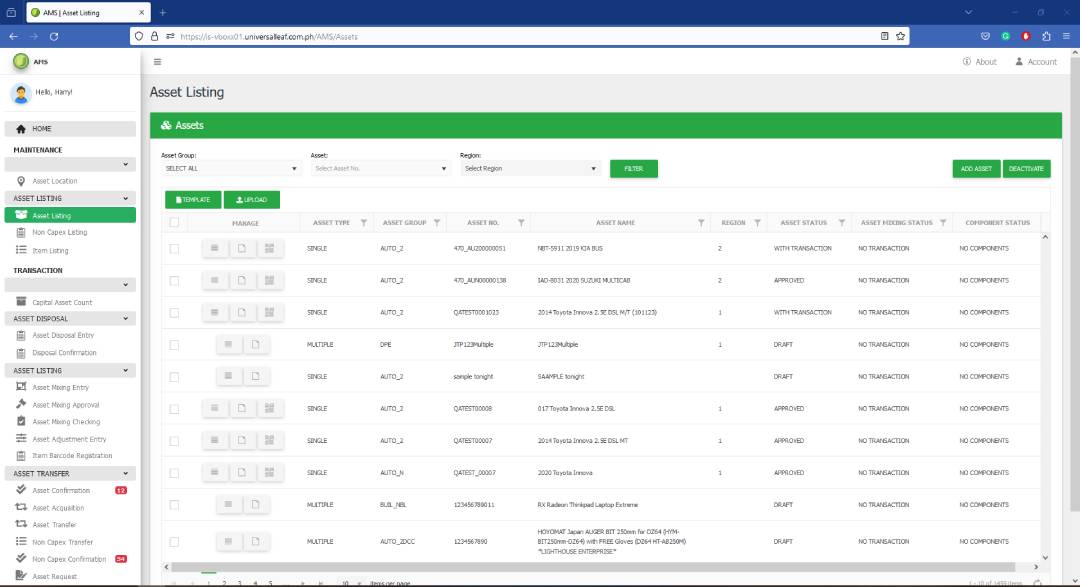 AMS | Asset Listing
https://is-vboxx01.universalleaf.com.ph/AMS/Assets
AMS
About
Account
Hello, Harry!
HOME
MAINTENANCE
Asset Location
ASSET LISTING
Asset Listing
Non Capex Listing
Item Listing
TRANSACTION
Capital Asset Count
ASSET DISPOSAL
Asset Disposal Entry
Disposal Confirmation
ASSET LISTING
Asset Mixing Entry
Asset Mixing Approval
Asset Mixing Checking
Asset Adjustment Entry
Item Barcode Registration
ASSET TRANSFER
Asset Confirmation 12
Asset Acquisition
Asset Transfer
Non Capex Transfer
Non Capex Confirmation 54
Asset Request
Asset Listing
Assets
Asset Group: Asset: Region:
SELECT ALL Select Asset No. Select Region FILTER ADD ASSET DEACTIVATE
TEMPLATE UPLOAD
MANAGE ASSET TYPE ASSET GROUP ASSET NO. ASSET NAME REGION ASSET STATUS ASSET MIXING STATUS COMPONENT STATUS
SINGLE AUTO_2 470_AU200000051 NBT-5911 2019 KIA BUS 2 WITH TRANSACTION NO TRANSACTION NO COMPONENTS
SINGLE AUTO_2 470_AUN00000138 IAO-8031 2020 SUZUKI MULTICAB 2 APPROVED NO TRANSACTION NO COMPONENTS
SINGLE AUTO_2 QATEST0001023 2014 Toyota Innova 2.5E DSL M/T (101123) 1 WITH TRANSACTION NO TRANSACTION NO COMPONENTS
MULTIPLE DPE JTP123Multiple JTP123Multiple 1 DRAFT NO TRANSACTION NO COMPONENTS
SINGLE AUTO_2 sample tonight SAAMPLE tonight DRAFT NO TRANSACTION NO COMPONENTS
SINGLE AUTO_2 QATEST00008 017 Toyota Innova 2.5E DSL 1 APPROVED NO TRANSACTION NO COMPONENTS
SINGLE AUTO_2 QATEST00007 2014 Toyota Innova 2.5E DSL MT 1 APPROVED NO TRANSACTION NO COMPONENTS
SINGLE AUTO_N QATEST_00007 2020 Toyota Innova 1 APPROVED NO TRANSACTION NO COMPONENTS
MULTIPLE BUIL_NBL 123456789011 RX Radeon Thinkpad Laptop Extreme DRAFT NO TRANSACTION NO COMPONENTS
MULTIPLE AUTO_2DCC 1234567890 HOYOMAT Japan AUGER BIT 250mm for DZ64 (HYM-
BIT250mm-DZ64) with FREE Gloves (DZ64 HT-AB250M)
*LIGHTHOUSE ENTERPRISE* DRAFT NO TRANSACTION NO COMPONENTS
1 2 3 4 5 ... 10 items per page